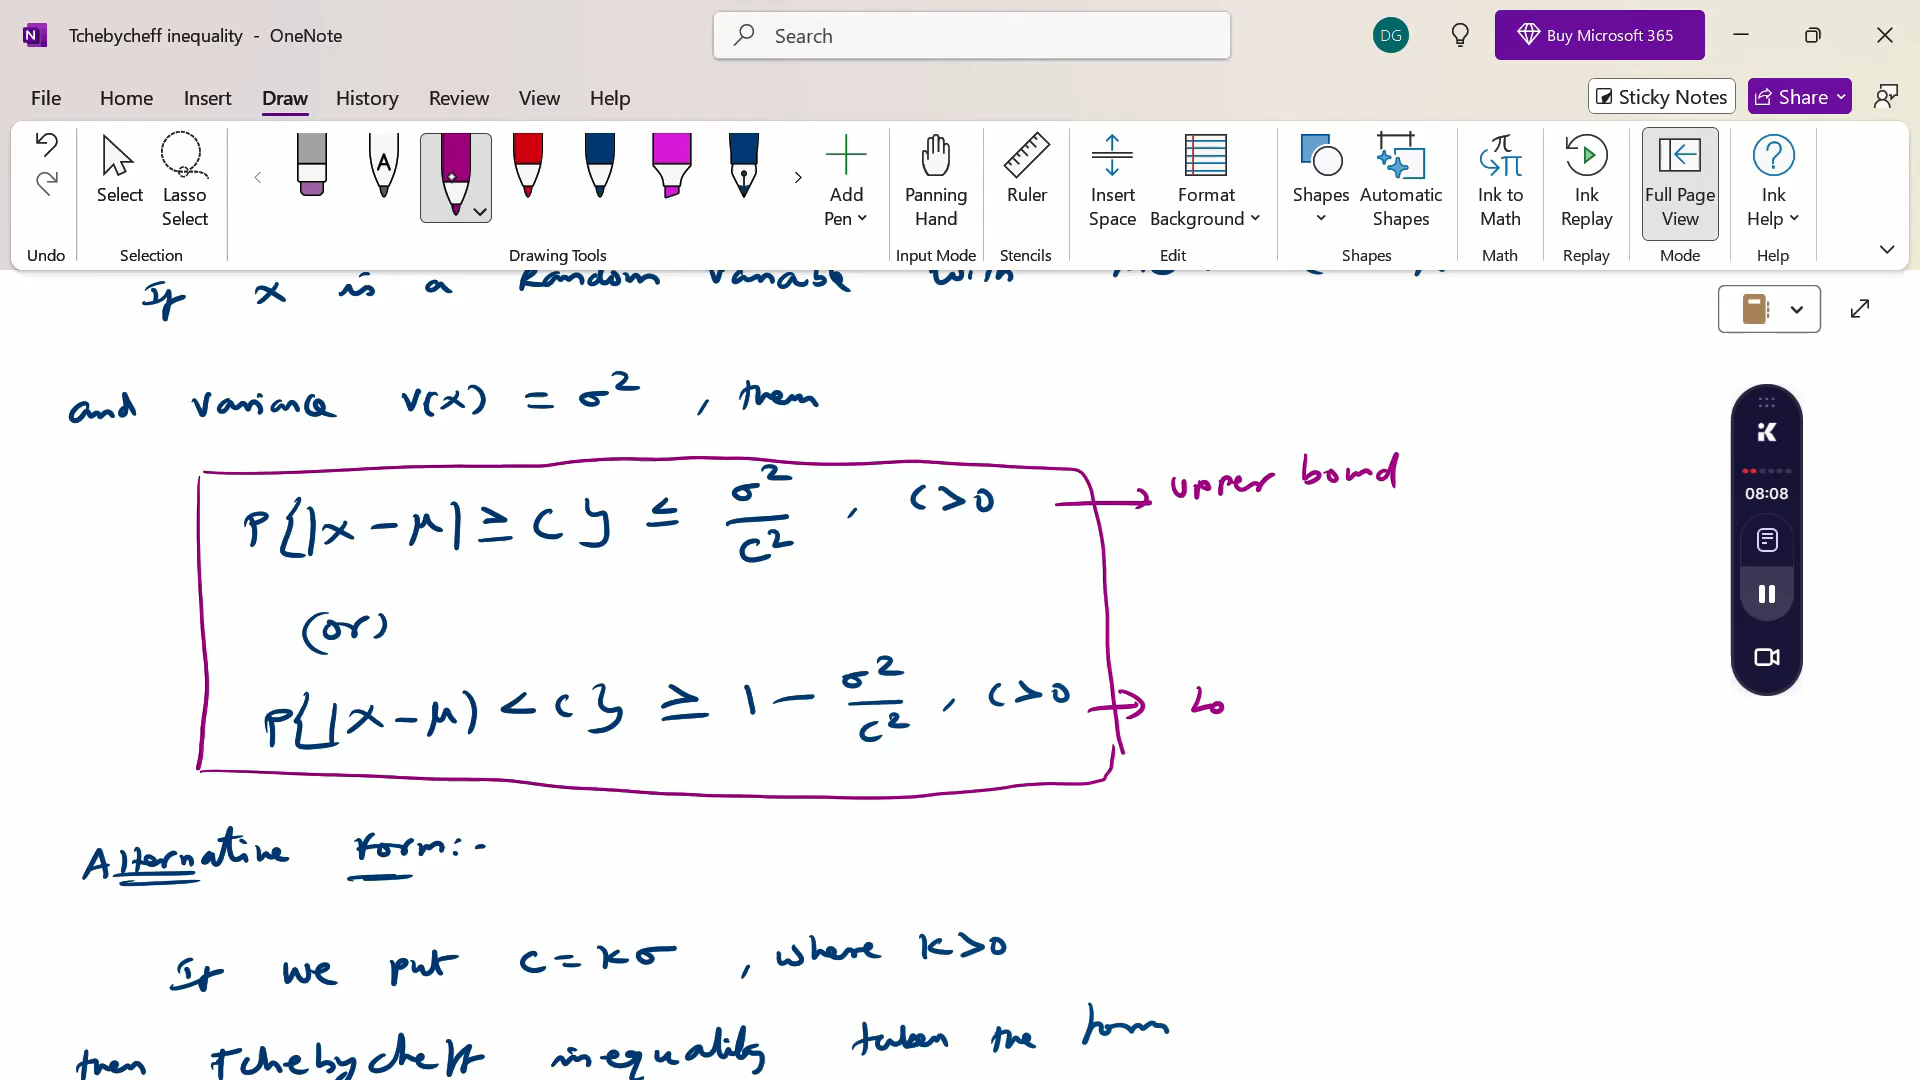 Tchebycheff inequality - OneNote
Search
DG
Buy Microsoft 365
File Home Insert Draw History Review View Help
Sticky Notes
Share
Select
Lasso Select
A
Add Pen
Panning Hand
Ruler
Insert Space
Format Background
Shapes
Automatic Shapes
Ink to Math
Ink Replay
Full Page View
Ink Help
Undo Selection Drawing Tools Input Mode Stencils Edit Shapes Math Replay Mode Help
If x is a Random Variable with
and variance V(x) = σ² , then
P{|x-μ| ≥ c} ≤ σ²/c² , c>0 → upper bound
(or)
P{|x-μ) < c} ≥ 1 - σ²/c² , c>0 → Lo
Alternative Form:-
If we put c = kσ , where k>0
then Tchebycheff inequality taken the form
08:08